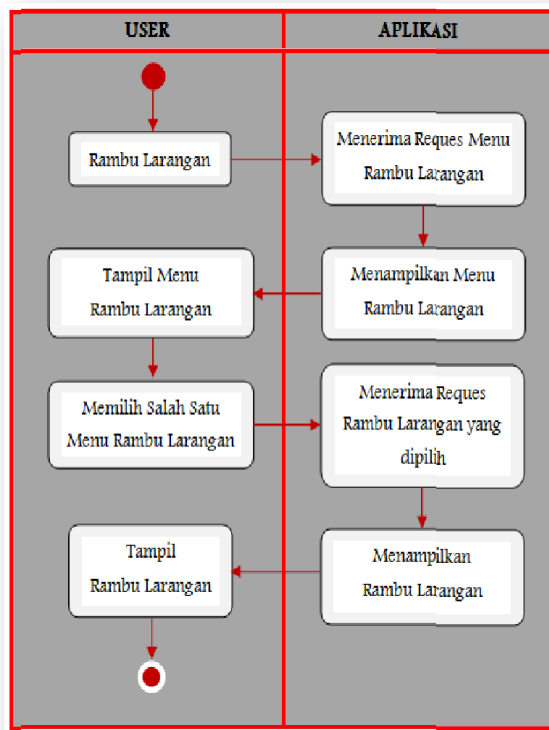 USER
APLIKASI
Rambu Larangan
Menerima Reques Menu
Rambu Larangan
Tampil Menu
Rambu Larangan
Menampilkan Menu
Rambu Larangan
Memilih Salah Satu
Menu Rambu Larangan
Menerima Reques
Rambu Larangan yang
dipilih
Tampil
Rambu Larangan
Menampilkan
Rambu Larangan